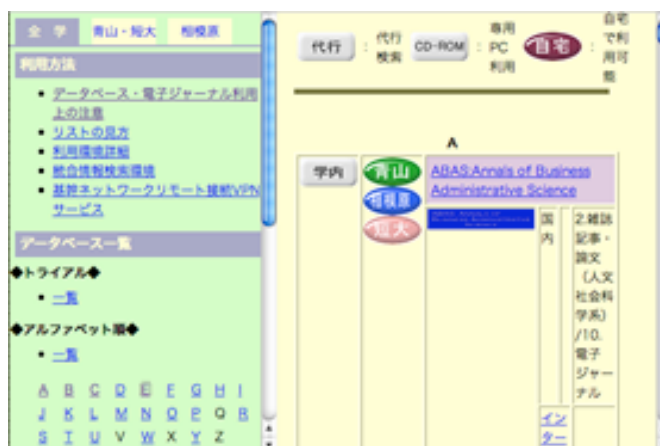 全 学
青山・短大
相模原
利用方法
データベース・電子ジャーナル利用
上の注意
リストの見方
利用環境詳細
統合情報検索環境
基幹ネットワークリモート接続VPN
サービス
データベース一覧
◆トライアル◆
一覧
◆アルファベット順◆
一覧
A B C D E F G H I
J K L M N O P Q R
S T U V W X Y Z
代行
:
代行
検索
CD-ROM
:
専用
PC
利用
自宅
:
自宅
で利
用可
能
A
学内
青山
相模原
短大
ABAS:Annals of Business
Administrative Science
国
内
2.雑誌
記事・
論文
（人文
社会科
学系）
/10.
電子
ジャー
ナル
イン
ター